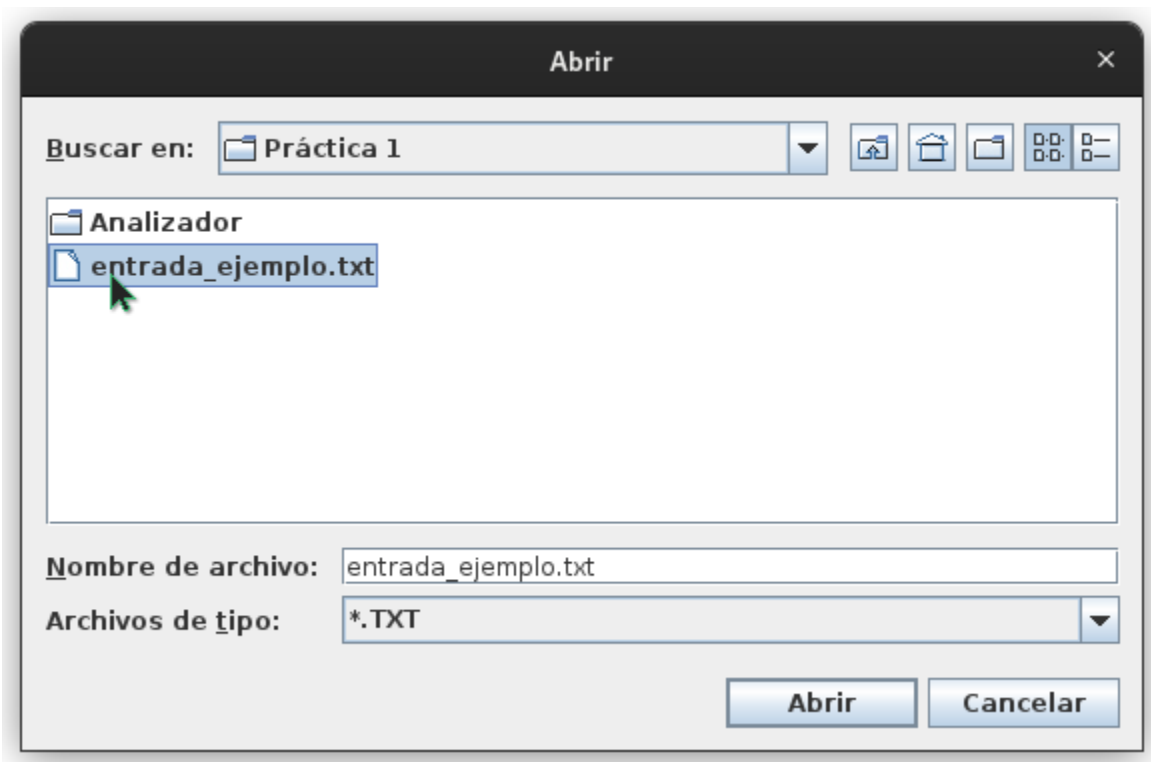 Abrir
Buscar en: Práctica 1
Analizador
entrada_ejemplo.txt
Nombre de archivo: entrada_ejemplo.txt
Archivos de tipo: *.TXT
Abrir Cancelar